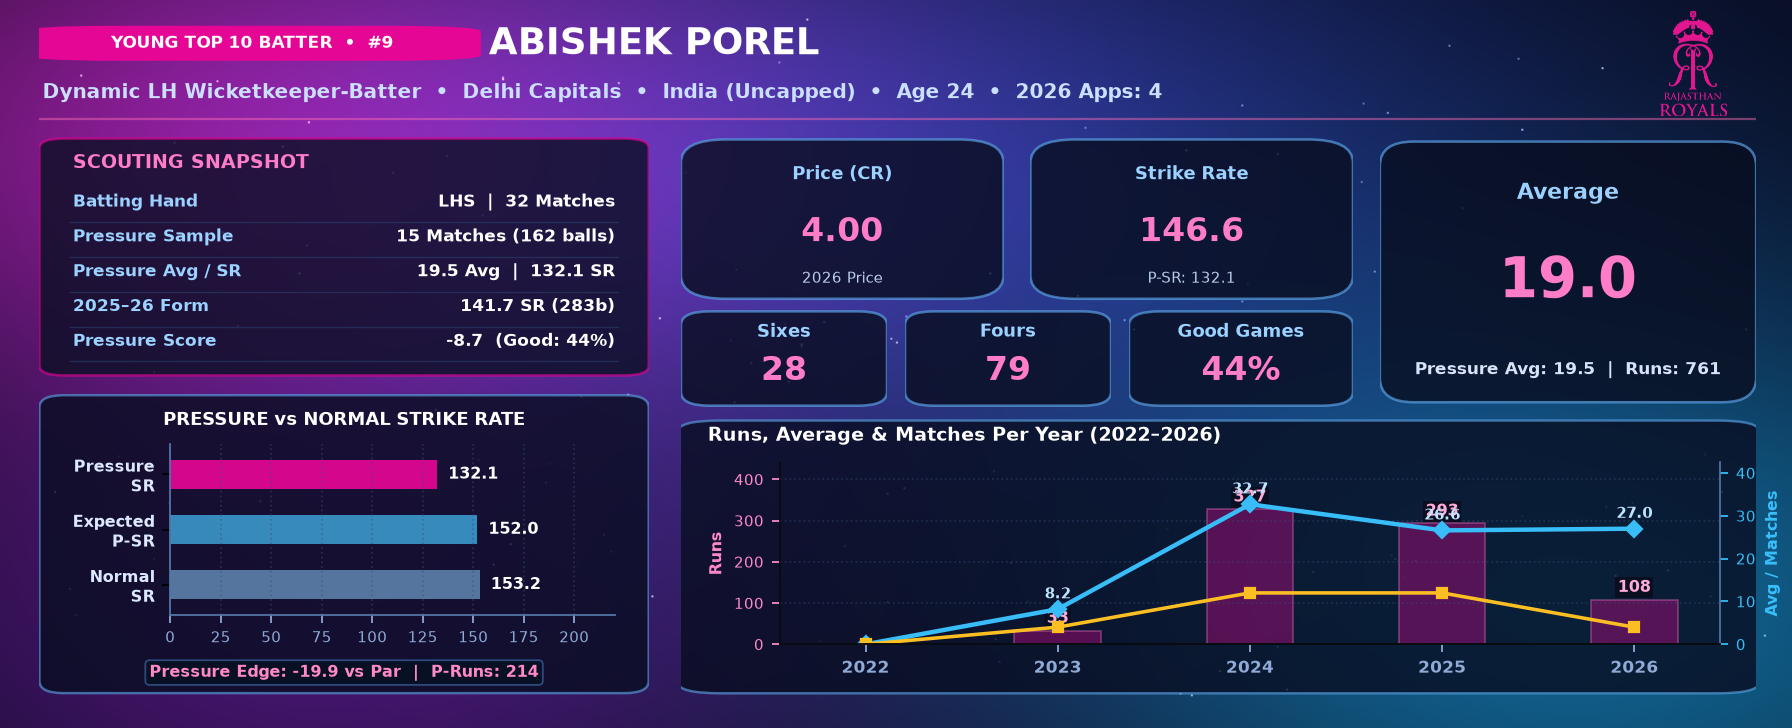 YOUNG TOP 10 BATTER • #9
ABISHEK POREL
Dynamic LH Wicketkeeper-Batter • Delhi Capitals • India (Uncapped) • Age 24 • 2026 Apps: 4
RAJASTHAN
ROYALS
SCOUTING SNAPSHOT
Batting Hand LHS | 32 Matches
Pressure Sample 15 Matches (162 balls)
Pressure Avg / SR 19.5 Avg | 132.1 SR
2025–26 Form 141.7 SR (283b)
Pressure Score -8.7 (Good: 44%)
Price (CR)
4.00
2026 Price
Strike Rate
146.6
P-SR: 132.1
Average
19.0
Pressure Avg: 19.5 | Runs: 761
Sixes
28
Fours
79
Good Games
44%
PRESSURE vs NORMAL STRIKE RATE
Pressure
SR
132.1
Expected
P-SR
152.0
Normal
SR
153.2
0 25 50 75 100 125 150 175 200
Pressure Edge: -19.9 vs Par | P-Runs: 214
Runs, Average & Matches Per Year (2022–2026)
Runs
400
300
200
100
0
8.2
33
32.7
327
293
26.6
27.0
108
40
30
20
10
0
Avg / Matches
2022 2023 2024 2025 2026